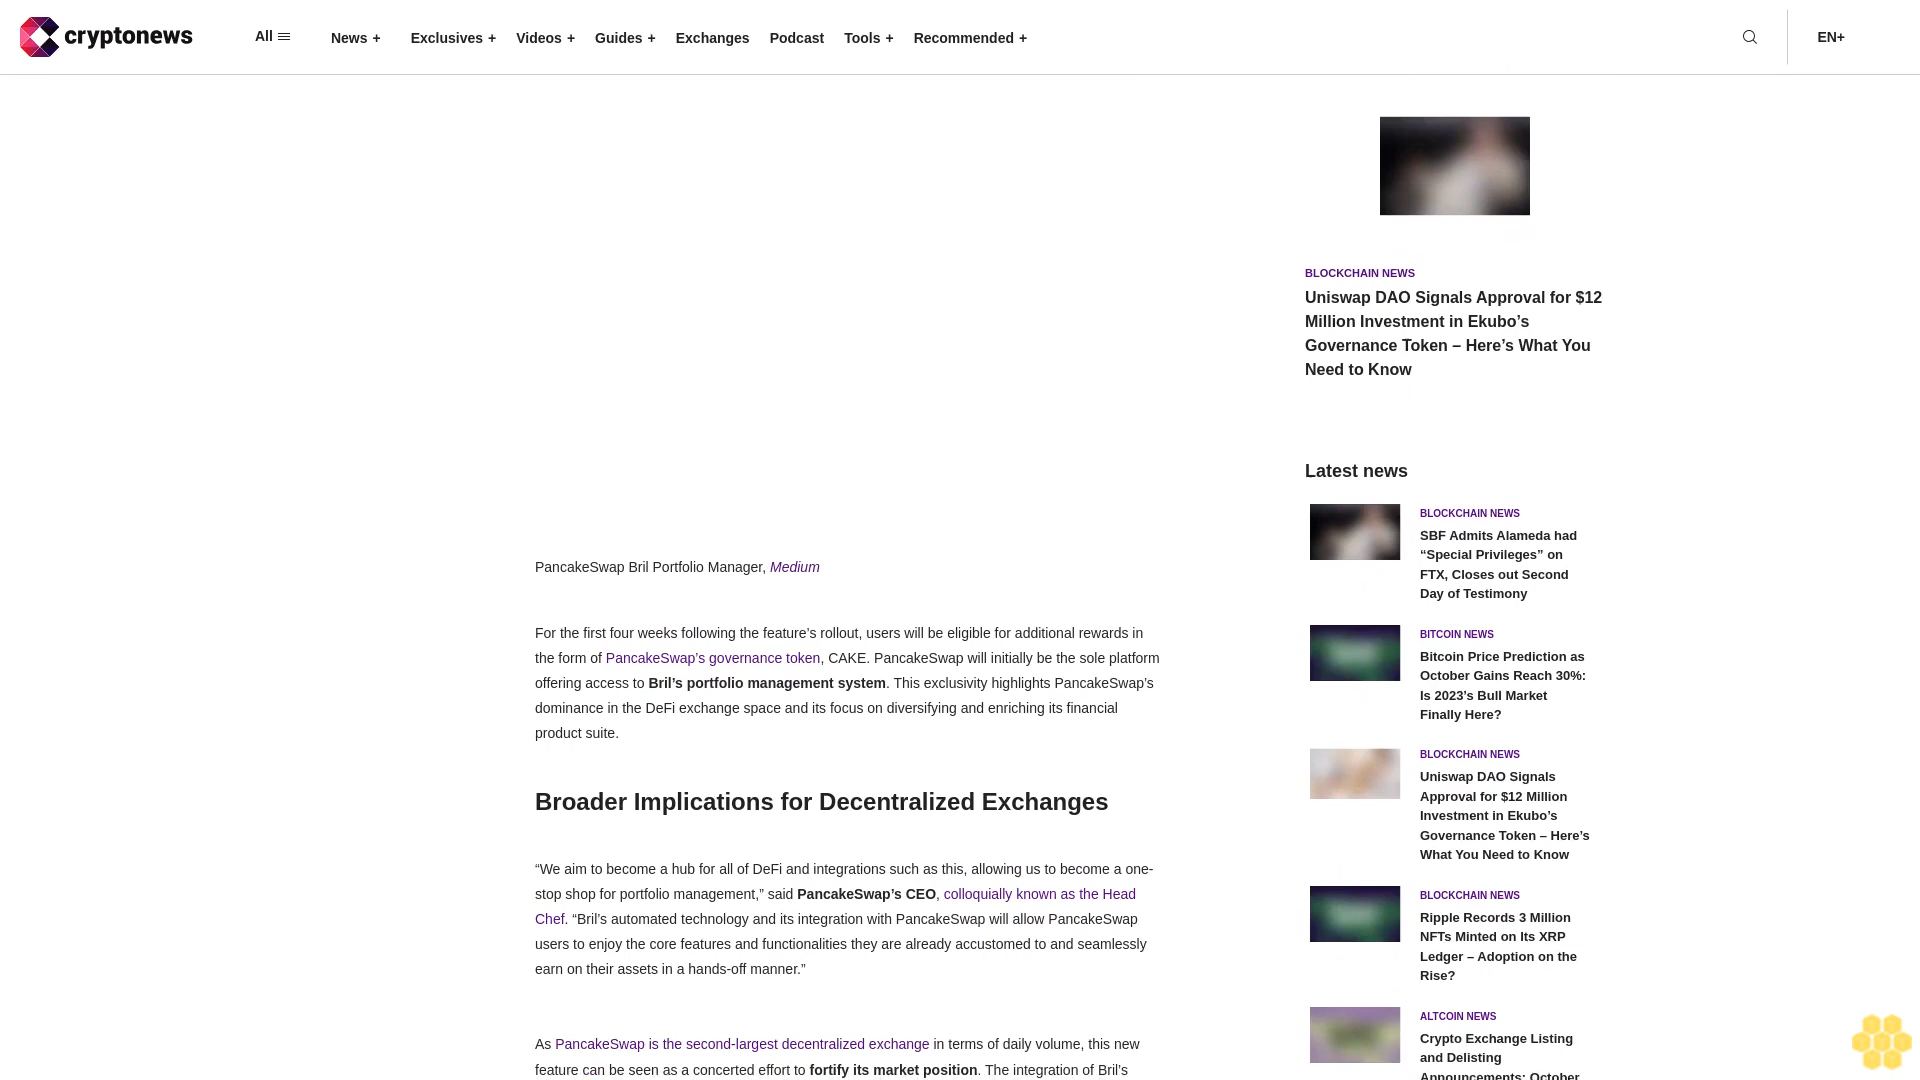 cryptonews
All
News +
Exclusives +
Videos +
Guides +
Exchanges
Podcast
Tools +
Recommended +
EN+
PancakeSwap Bril Portfolio Manager, Medium
For the first four weeks following the feature’s rollout, users will be eligible for additional rewards in
the form of PancakeSwap’s governance token, CAKE. PancakeSwap will initially be the sole platform
offering access to Bril’s portfolio management system. This exclusivity highlights PancakeSwap’s
dominance in the DeFi exchange space and its focus on diversifying and enriching its financial
product suite.
Broader Implications for Decentralized Exchanges
“We aim to become a hub for all of DeFi and integrations such as this, allowing us to become a one-
stop shop for portfolio management,” said PancakeSwap’s CEO, colloquially known as the Head
Chef. “Bril’s automated technology and its integration with PancakeSwap will allow PancakeSwap
users to enjoy the core features and functionalities they are already accustomed to and seamlessly
earn on their assets in a hands-off manner.”
As PancakeSwap is the second-largest decentralized exchange in terms of daily volume, this new
feature can be seen as a concerted effort to fortify its market position. The integration of Bril’s
BLOCKCHAIN NEWS
Uniswap DAO Signals Approval for $12
Million Investment in Ekubo’s
Governance Token – Here’s What You
Need to Know
Latest news
BLOCKCHAIN NEWS
SBF Admits Alameda had
“Special Privileges” on
FTX, Closes out Second
Day of Testimony
BITCOIN NEWS
Bitcoin Price Prediction as
October Gains Reach 30%:
Is 2023’s Bull Market
Finally Here?
BLOCKCHAIN NEWS
Uniswap DAO Signals
Approval for $12 Million
Investment in Ekubo’s
Governance Token – Here’s
What You Need to Know
BLOCKCHAIN NEWS
Ripple Records 3 Million
NFTs Minted on Its XRP
Ledger – Adoption on the
Rise?
ALTCOIN NEWS
Crypto Exchange Listing
and Delisting
Announcements: October